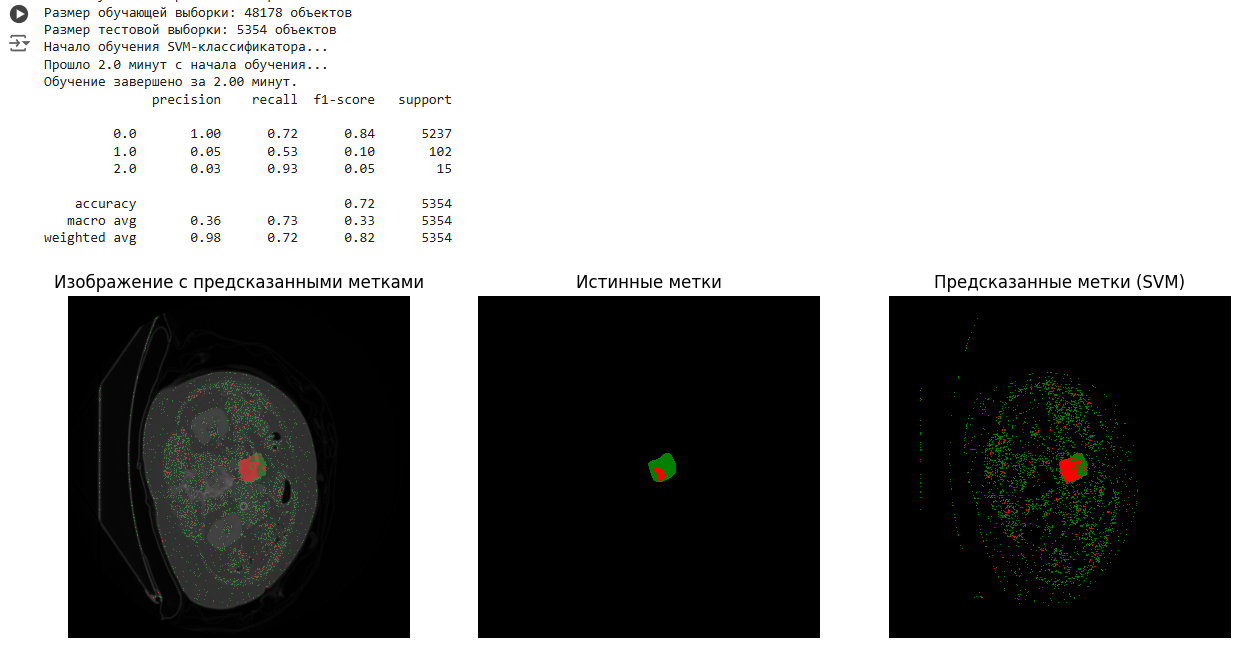 Размер обучающей выборки: 48178 объектов
Размер тестовой выборки: 5354 объектов
Начало обучения SVM-классификатора...
Прошло 2.0 минут с начала обучения...
Обучение завершено за 2.00 минут.
precision recall f1-score support
0.0 1.00 0.72 0.84 5237
1.0 0.05 0.53 0.10 102
2.0 0.03 0.93 0.05 15
accuracy 0.72 5354
macro avg 0.36 0.73 0.33 5354
weighted avg 0.98 0.72 0.82 5354
Изображение с предсказанными метками
Истинные метки
Предсказанные метки (SVM)